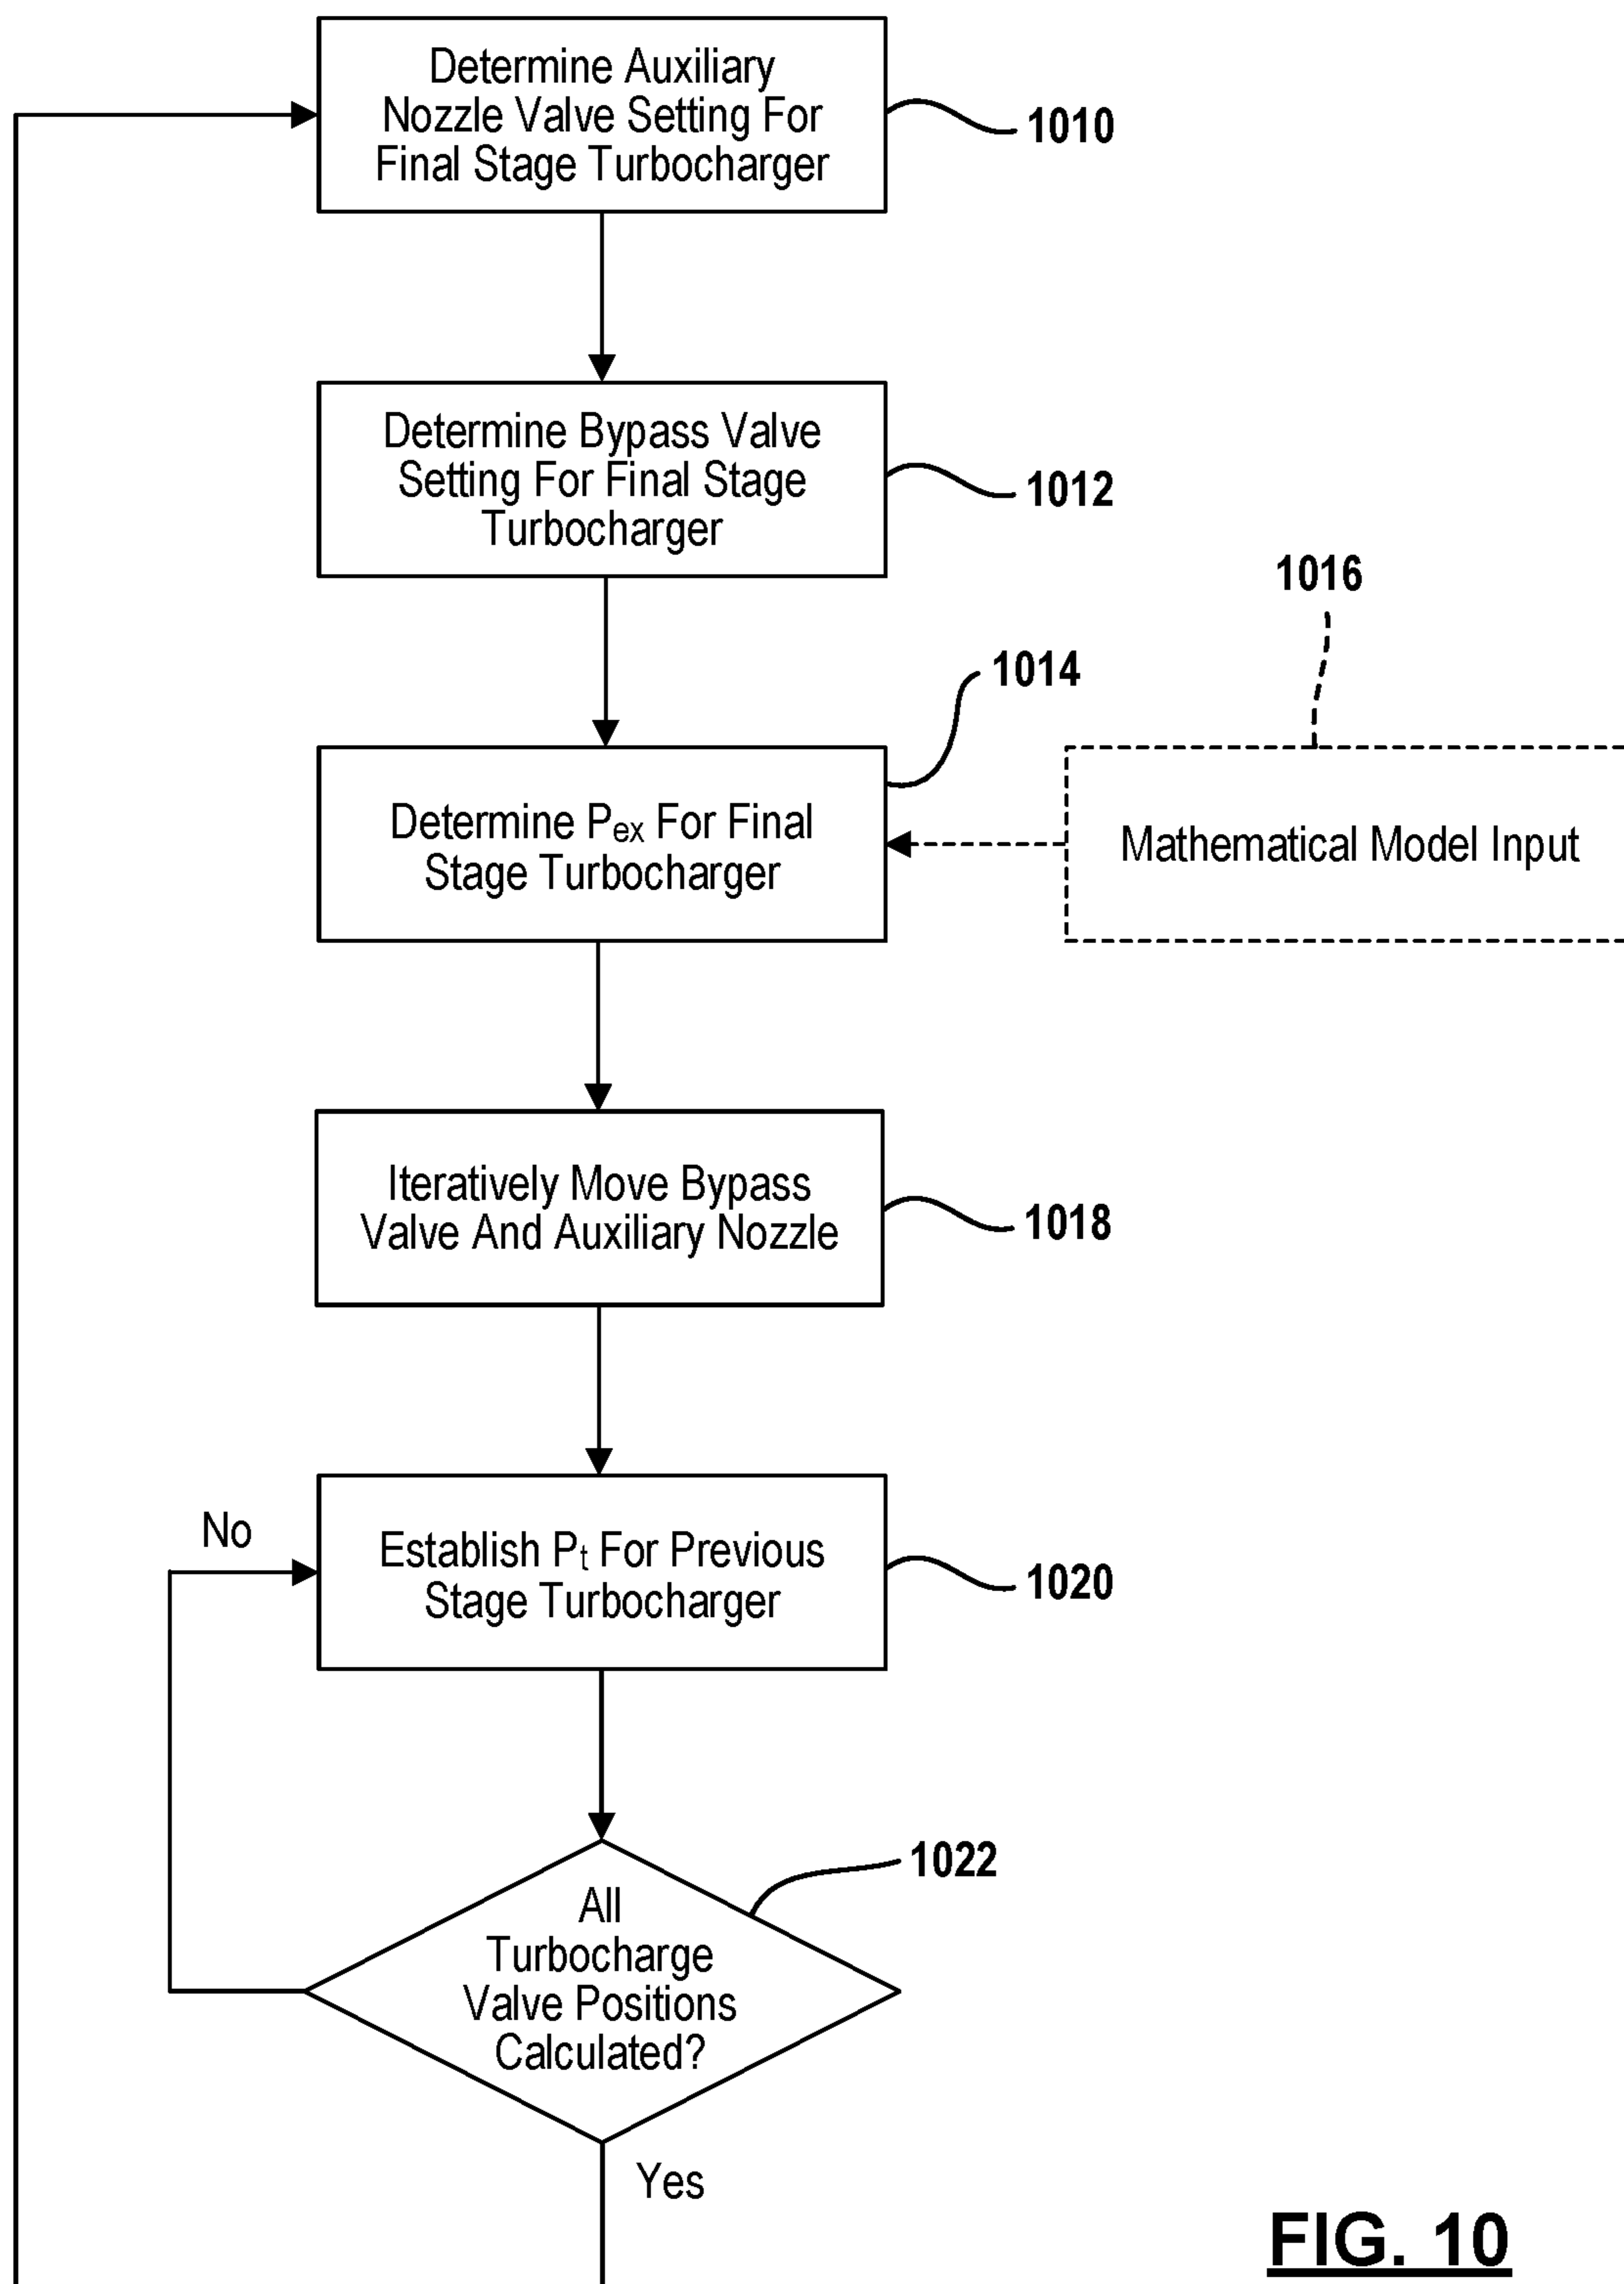 Determine Auxiliary
Nozzle Valve Setting For
Final Stage Turbocharger
1010
Determine Bypass Valve
Setting For Final Stage
Turbocharger
1012
1016
1014
Determine Pex For Final
Stage Turbocharger
Mathematical Model Input
Iteratively Move Bypass
Valve And Auxiliary Nozzle
1018
No
Establish Pt For Previous
Stage Turbocharger
1020
1022
All
Turbocharge
Valve Positions
Calculated?
Yes
FIG. 10